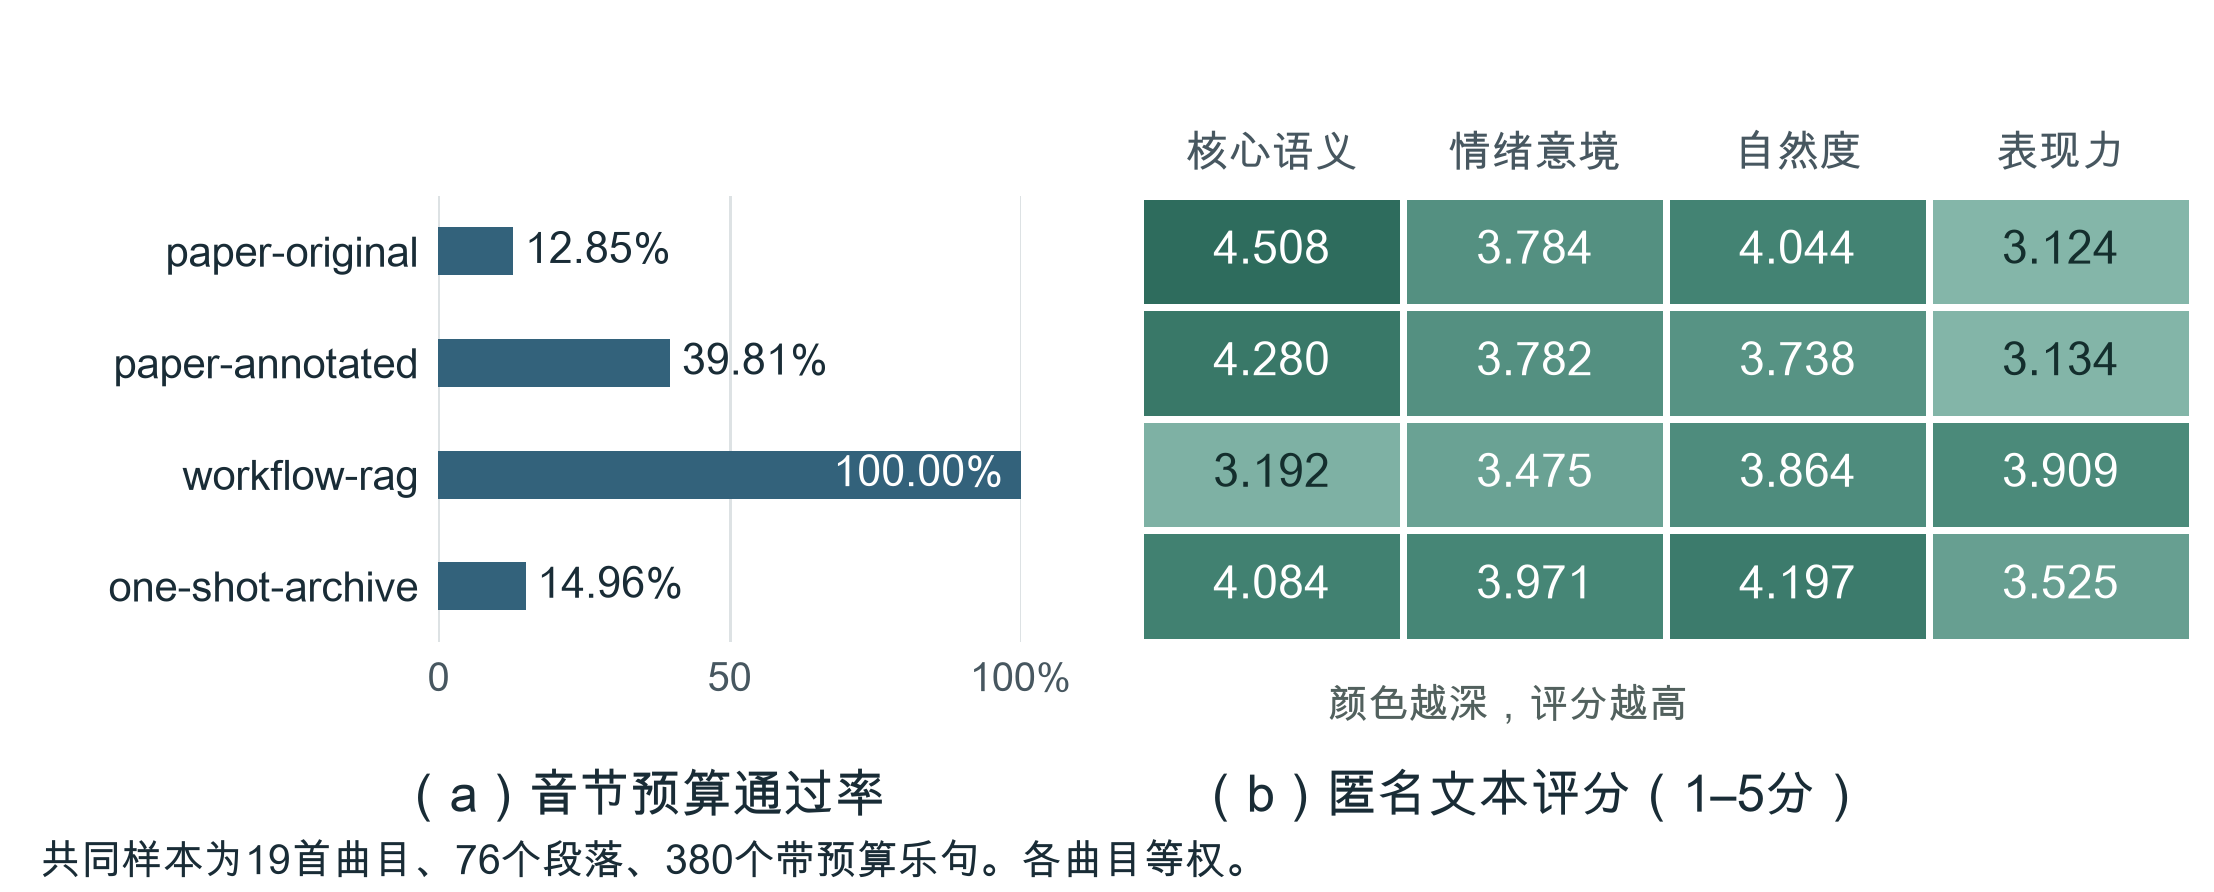 paper-original 12.85%
paper-annotated 39.81%
workflow-rag 100.00%
one-shot-archive 14.96%
0 50 100%
（a）音节预算通过率
核心语义 情绪意境 自然度 表现力
4.508 3.784 4.044 3.124
4.280 3.782 3.738 3.134
3.192 3.475 3.864 3.909
4.084 3.971 4.197 3.525
颜色越深，评分越高
（b）匿名文本评分（1–5分）
共同样本为19首曲目、76个段落、380个带预算乐句。各曲目等权。